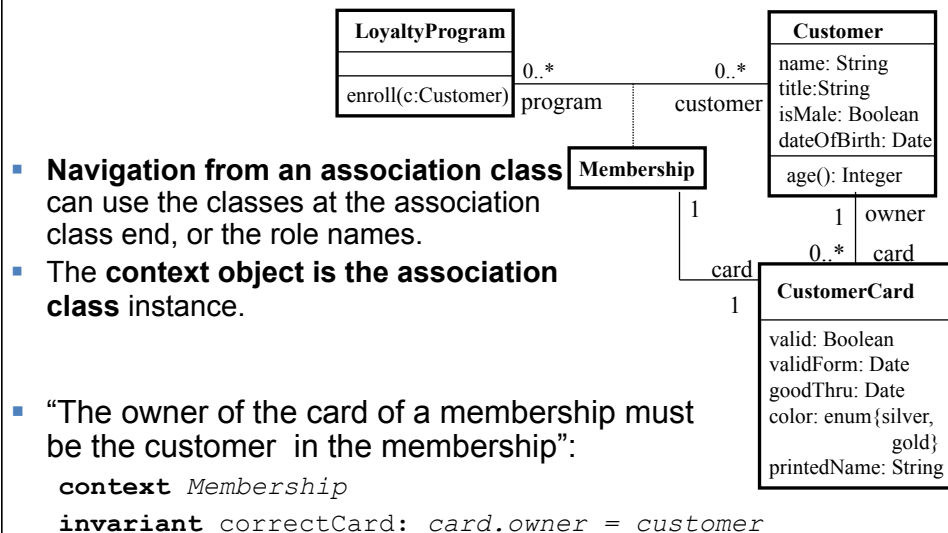 LoyaltyProgram
enroll(c:Customer)
0..*
program
0..*
customer
Customer
name: String
title:String
isMale: Boolean
dateOfBirth: Date
age(): Integer
Membership
1
card
1
1
owner
0..*
card
CustomerCard
valid: Boolean
validForm: Date
goodThru: Date
color: enum{silver,
gold}
printedName: String
▪ Navigation from an association class
can use the classes at the association
class end, or the role names.
▪ The context object is the association
class instance.
▪ “The owner of the card of a membership must
be the customer in the membership”:
context Membership
invariant correctCard: card.owner = customer